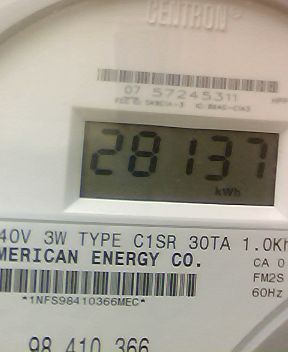 CENTRON®
07 57245311
28137
kWh
40V 3W TYPE C1SR 30TA 1.0Kh
MERICAN ENERGY CO.
CA 0
FM2S
60Hz
*1NFS98410366MEC*
98 410 366